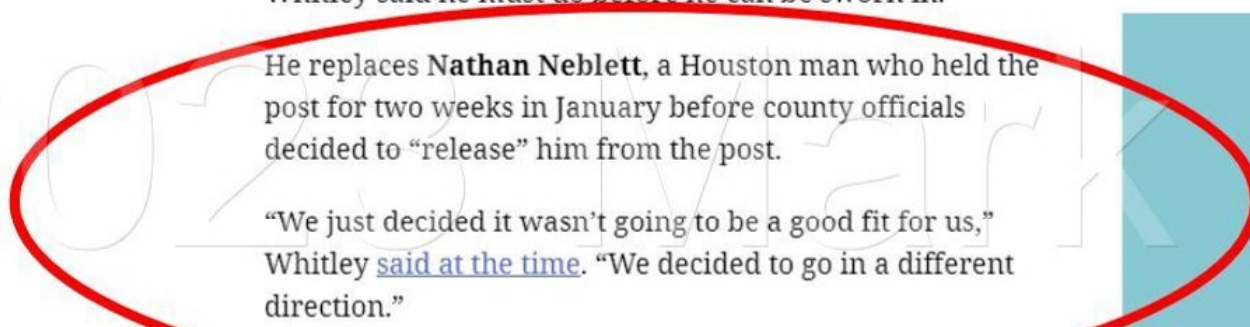 He replaces Nathan Neblett, a Houston man who held the
post for two weeks in January before county officials
decided to “release” him from the post.
“We just decided it wasn’t going to be a good fit for us,”
Whitley said at the time. “We decided to go in a different
direction.”
023 Mark